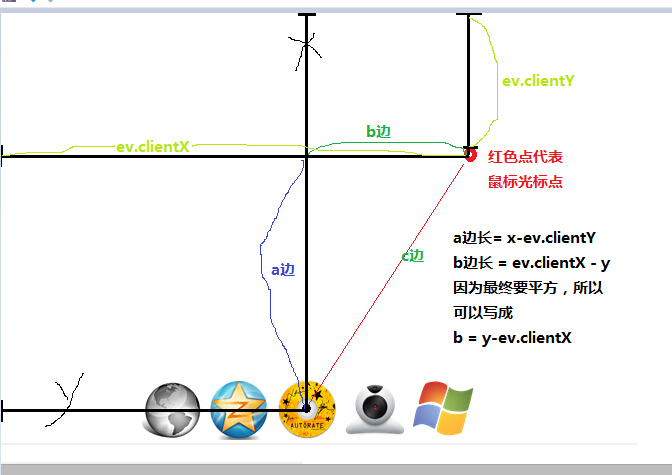 x
ev.clientY
b边
ev.clientX
红色点代表
鼠标光标点
a边长= x-ev.clientY
c边
b边长 = ev.clientX - y
a边
因为最终要平方，所以
可以写成
b = y-ev.clientX
y
AUTORATE